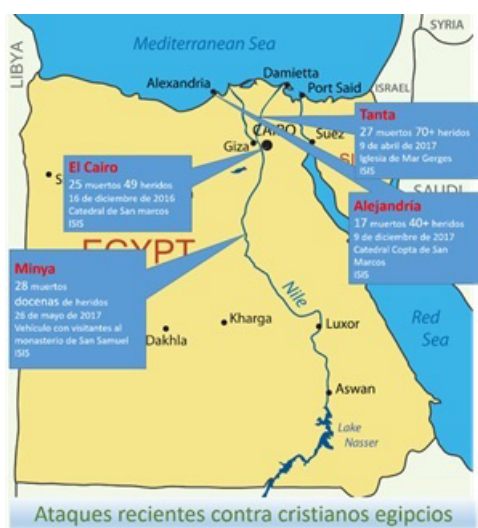 SYRIA
Mediterranean Sea
LIBYA
Damietta
Alexandria
Port Said
ISRAEL
Tanta
27 muertos 70+ heridos
9 de abril de 2017
Iglesia de Mar Gerges
ISIS
CAIRO
Giza
Suez
El Cairo
25 muertos 49 heridos
16 de diciembre de 2016
Catedral de San marcos
ISIS
S
SI
SAUDI
Alejandría
17 muertos 40+ heridos
9 de diciembre de 2017
Catedral Copta de San
Marcos
ISIS
EGYPT
Minya
28 muertos
docenas de heridos
26 de mayo de 2017
Vehículo con visitantes al
monasterio de San Samuel
ISIS
Nile
Kharga
Dakhla
Luxor
Red
Sea
Aswan
Lake
Nasser
Ataques recientes contra cristianos egipcios